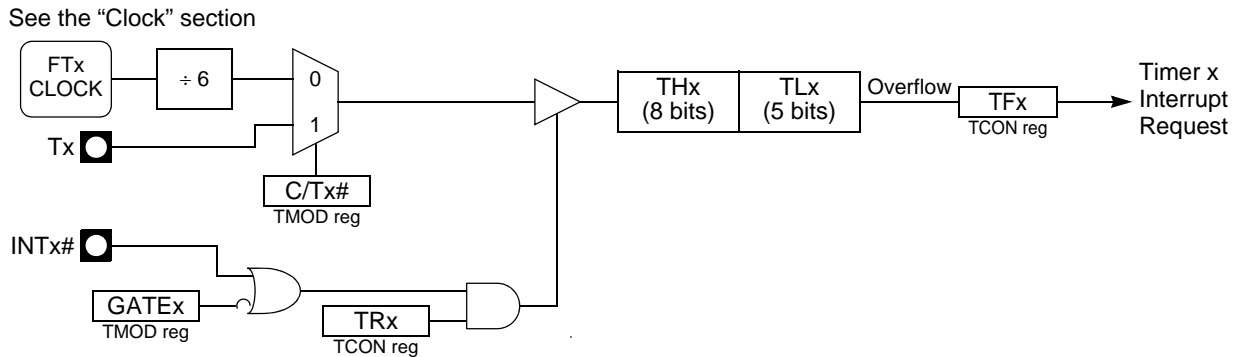 See the “Clock” section
FTx
CLOCK
÷ 6
0
1
Tx
C/Tx#
TMOD reg
THx
(8 bits)
TLx
(5 bits)
Overflow
TFx
TCON reg
Timer x
Interrupt
Request
INTx#
GATEx
TMOD reg
TRx
TCON reg